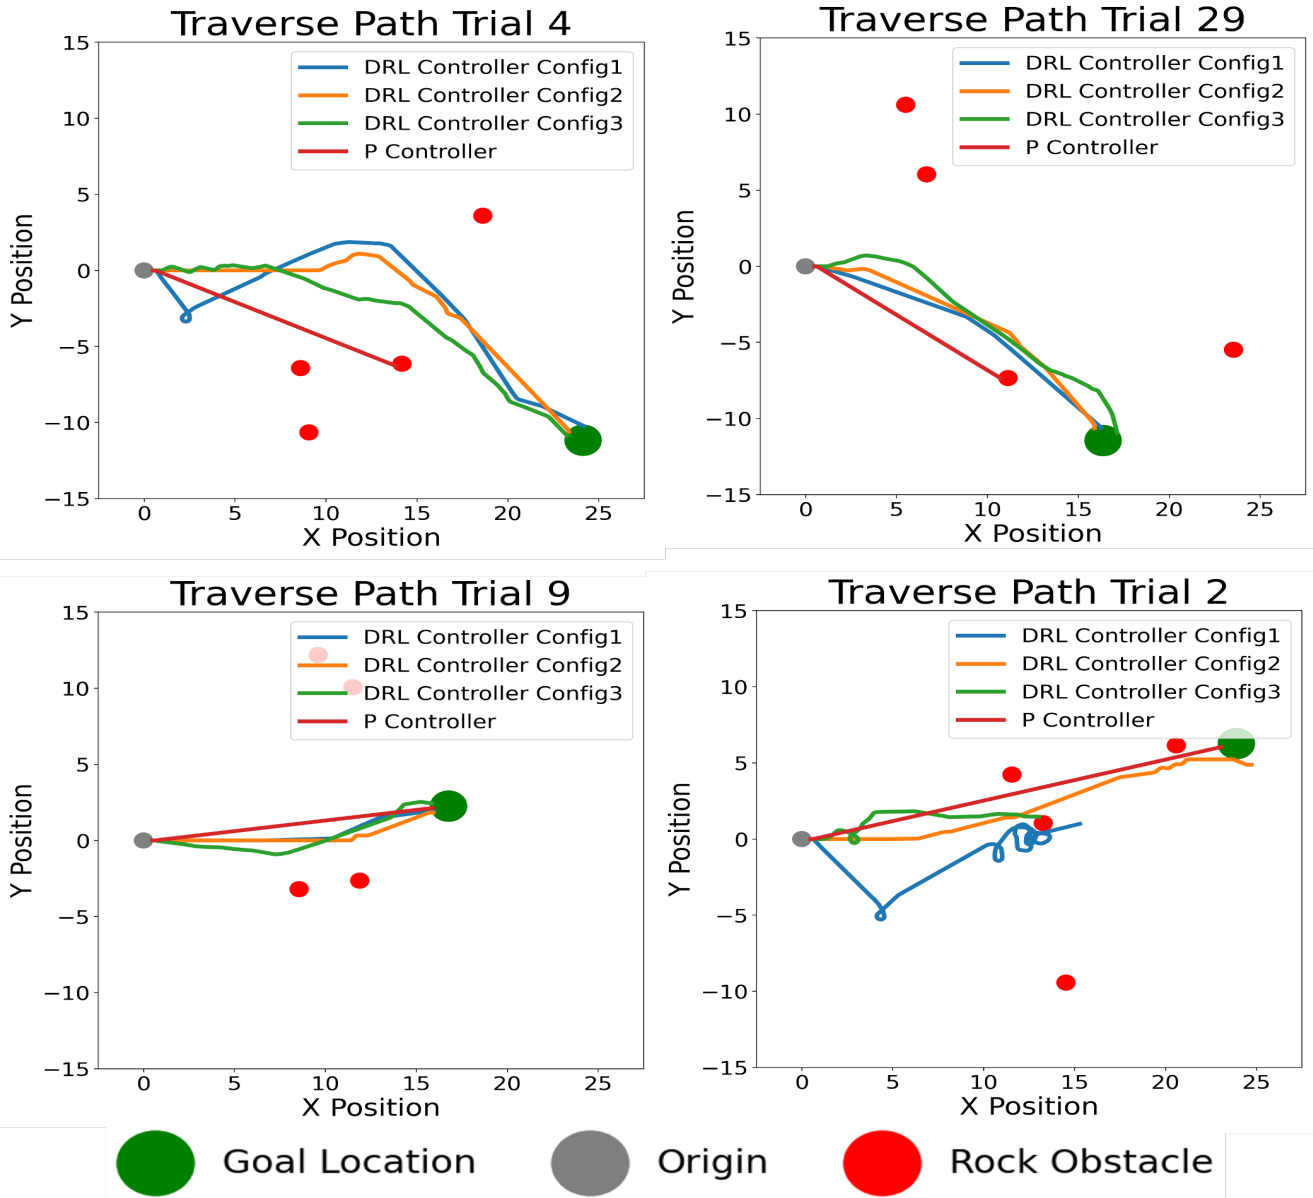 Traverse Path Trial 4
DRL Controller Config1
DRL Controller Config2
DRL Controller Config3
P Controller
15
10
5
0
−5
−10
−15
Y Position
0 5 10 15 20 25
X Position
Traverse Path Trial 29
DRL Controller Config1
DRL Controller Config2
DRL Controller Config3
P Controller
15
10
5
0
−5
−10
−15
Y Position
0 5 10 15 20 25
X Position
Traverse Path Trial 9
DRL Controller Config1
DRL Controller Config2
DRL Controller Config3
P Controller
15
10
5
0
−5
−10
−15
Y Position
0 5 10 15 20 25
X Position
Traverse Path Trial 2
DRL Controller Config1
DRL Controller Config2
DRL Controller Config3
P Controller
15
10
5
0
−5
−10
−15
Y Position
0 5 10 15 20 25
X Position
Goal Location Origin Rock Obstacle